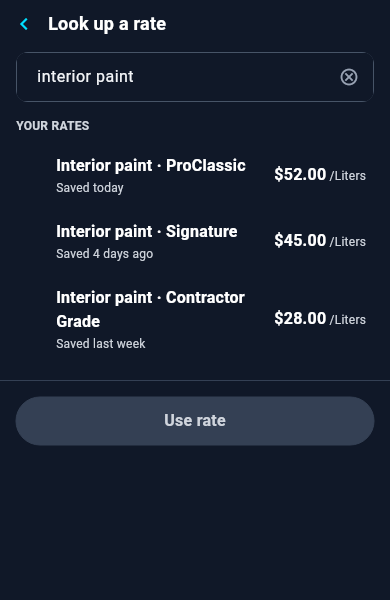 Look up a rate
interior paint
YOUR RATES
Interior paint · ProClassic
$52.00 /Liters
Saved today
Interior paint · Signature
$45.00 /Liters
Saved 4 days ago
Interior paint · Contractor
Grade
$28.00 /Liters
Saved last week
Use rate